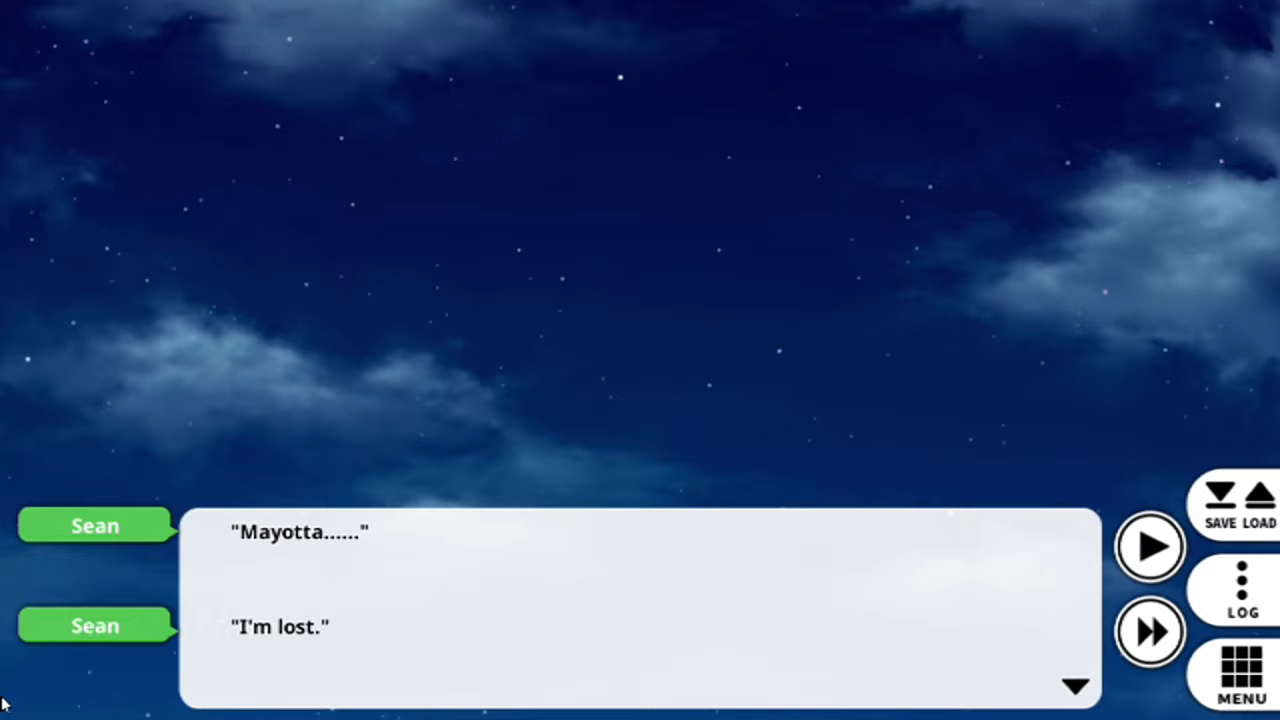 Sean
"Mayotta......"
Sean
"I'm lost."
SAVE LOAD
LOG
MENU